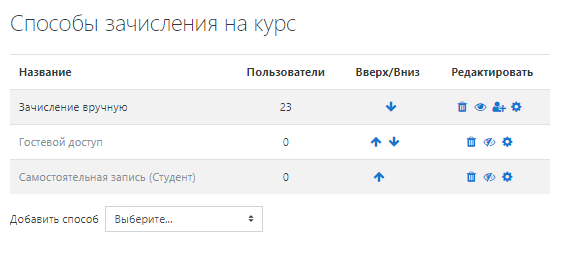 Способы зачисления на курс
Название Пользователи Вверх/Вниз Редактировать
Зачисление вручную 23
Гостевой доступ 0
Самостоятельная запись (Студент) 0
Добавить способ Выберите...